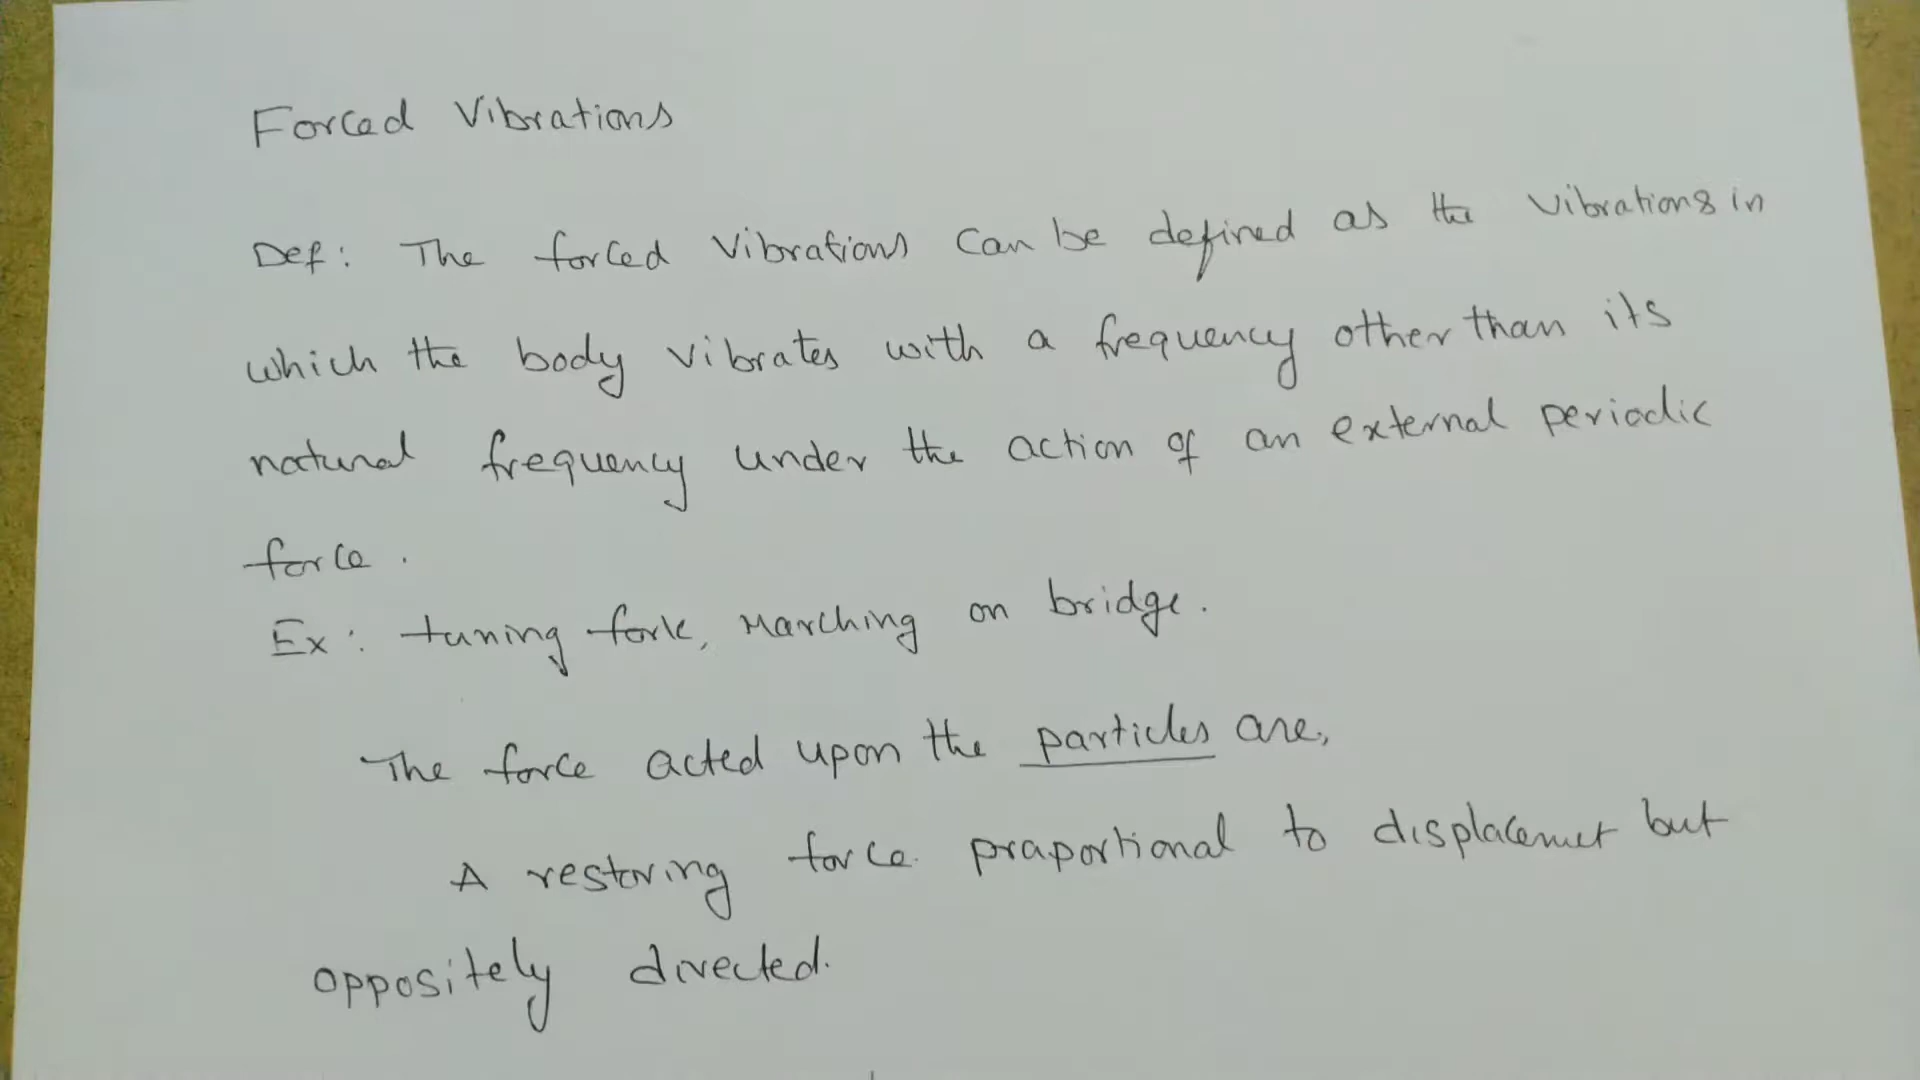 Forced Vibrations
Def: The forced vibrations can be defined as the vibrations in
which the body vibrates with a frequency other than its
natural frequency under the action of an external periodic
force.
Ex: tuning fork, Marching on bridge.
The force acted upon the particles are,
A restoring force praportional to displacemet but
oppositely directed.